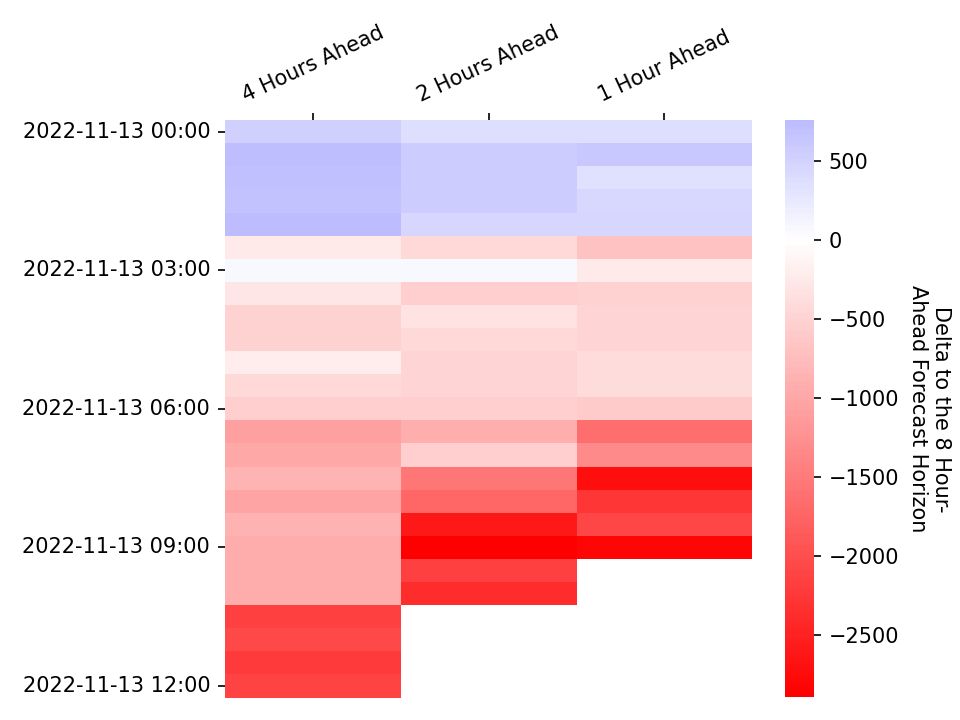 4 Hours Ahead
2 Hours Ahead
1 Hour Ahead
2022-11-13 00:00
2022-11-13 03:00
2022-11-13 06:00
2022-11-13 09:00
2022-11-13 12:00
500
0
−500
−1000
−1500
−2000
−2500
Delta to the 8 Hour-
Ahead Forecast Horizon